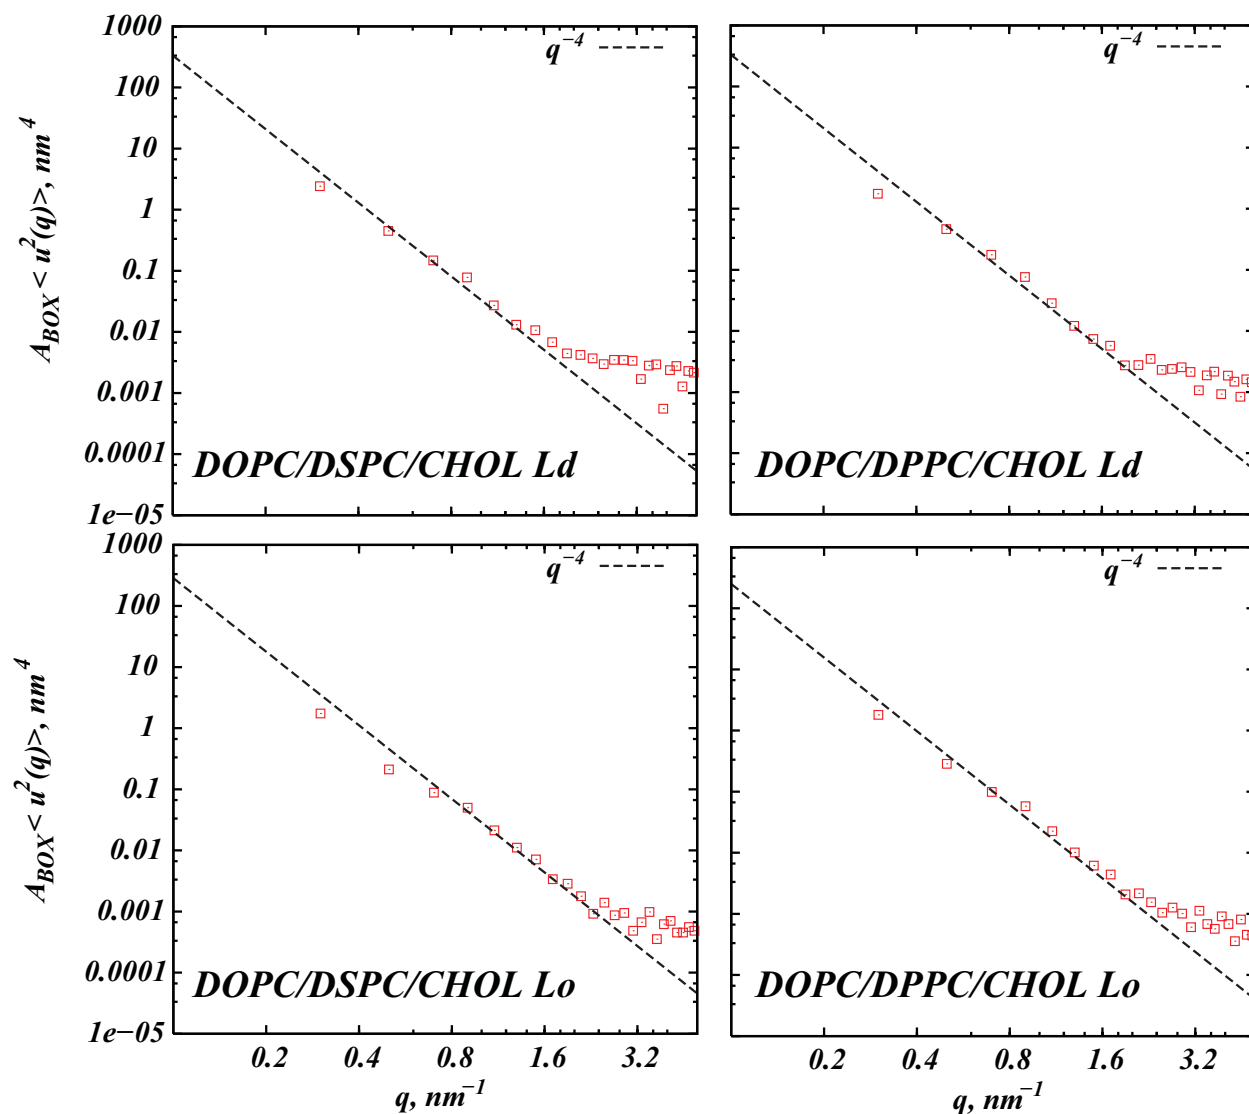 1000
100
10
1
0.1
0.01
0.001
0.0001
1e−05
A_BOX < u^2(q)>, nm^4
q^−4
DOPC/DSPC/CHOL Ld
q^−4
DOPC/DPPC/CHOL Ld
1000
100
10
1
0.1
0.01
0.001
0.0001
1e−05
A_BOX < u^2(q)>, nm^4
q^−4
DOPC/DSPC/CHOL Lo
0.2 0.4 0.8 1.6 3.2
q, nm^−1
q^−4
DOPC/DPPC/CHOL Lo
0.2 0.4 0.8 1.6 3.2
q, nm^−1